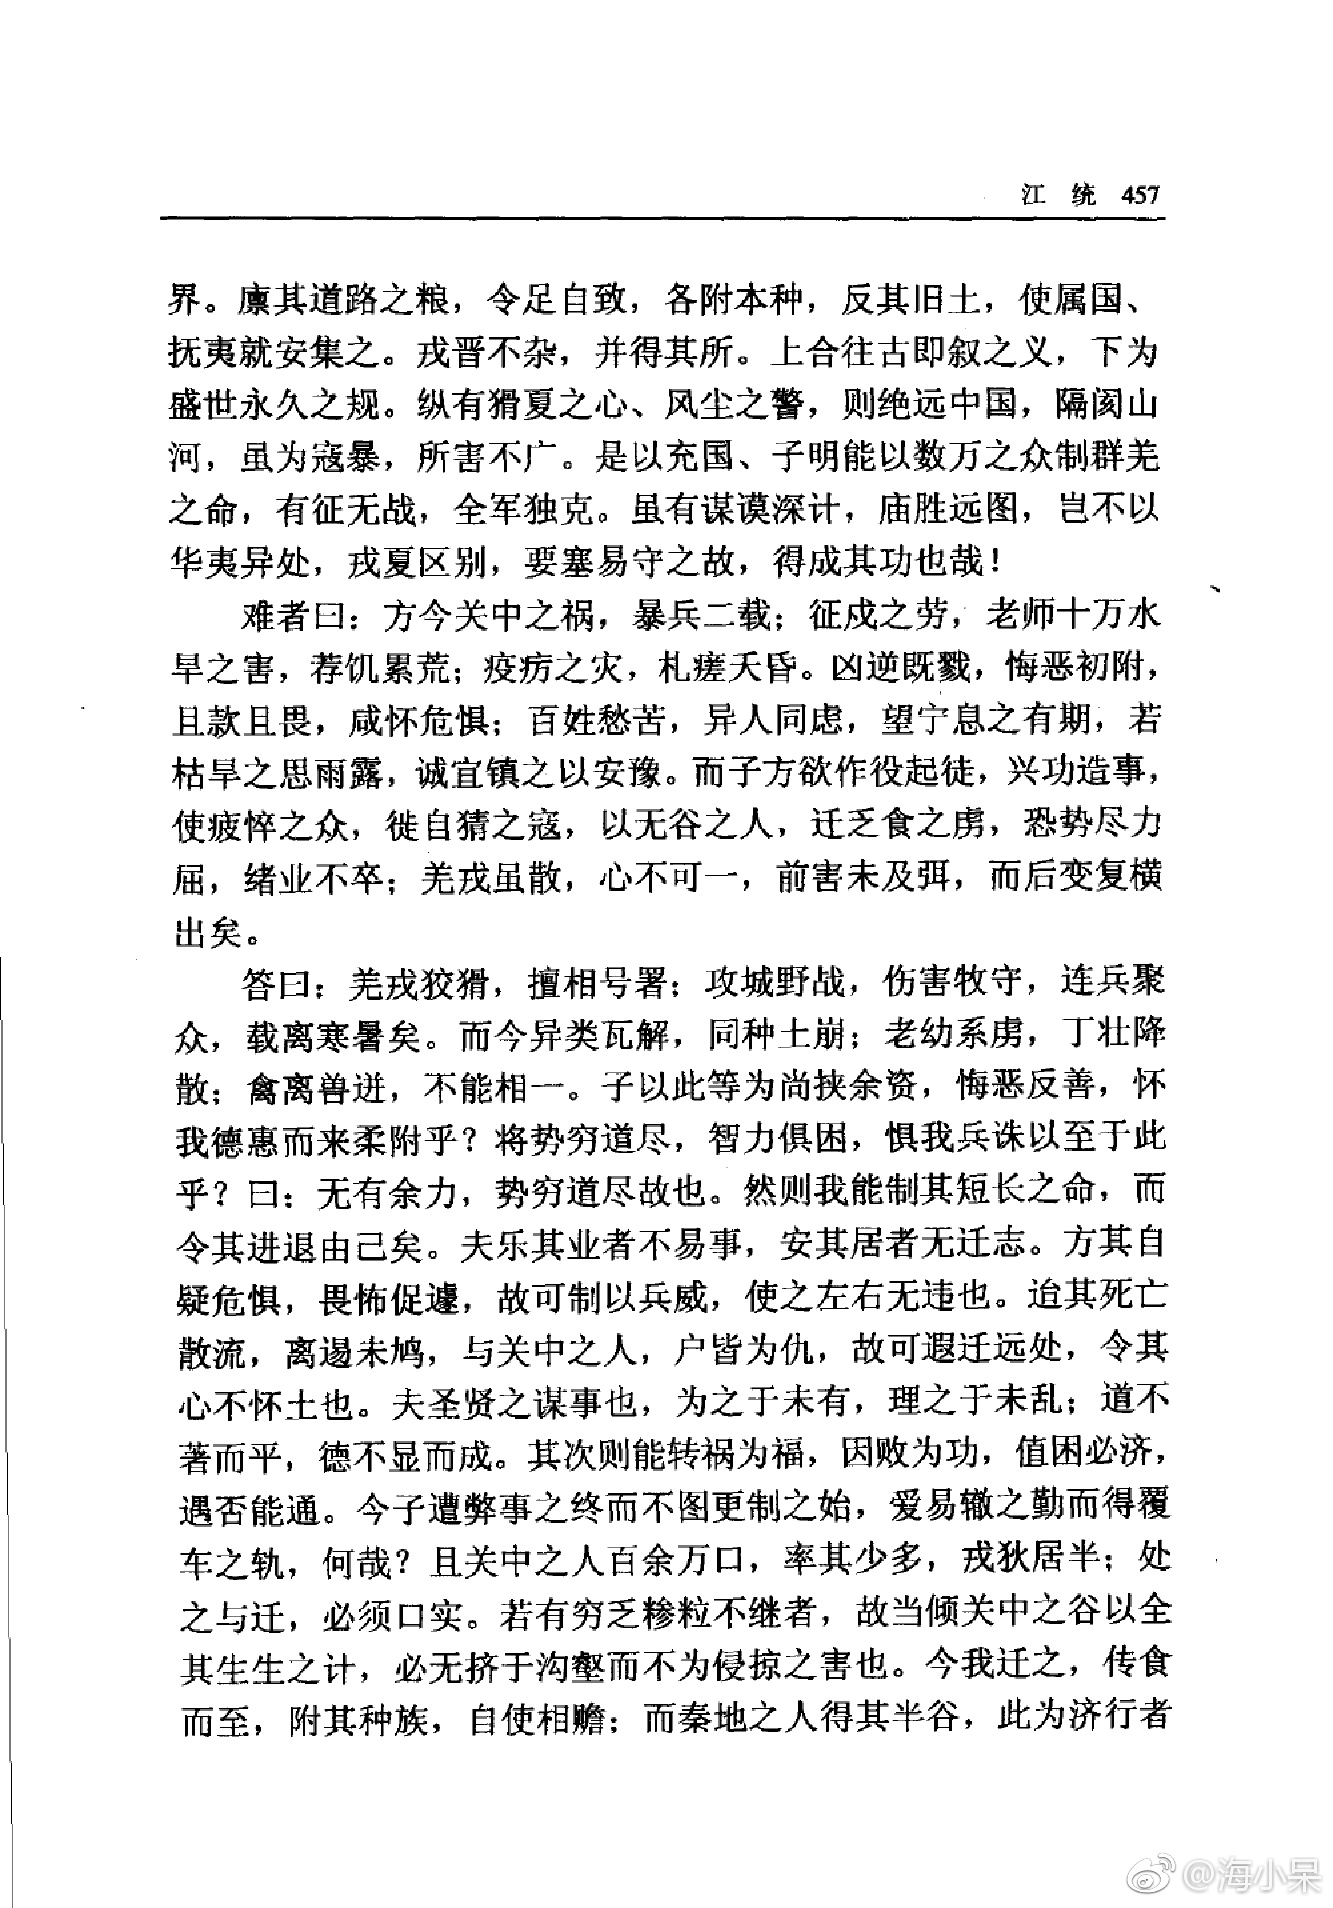 江 统 457
界。廪其道路之粮，令足自致，各附本种，反其旧土，使属国、
抚夷就安集之。戎晋不杂，并得其所。上合往古即叙之义，下为
盛世永久之规。纵有猾夏之心、风尘之警，则绝远中国，隔阂山
河，虽为寇暴，所害不广。是以充国、子明能以数万之众制群羌
之命，有征无战，全军独克。虽有谋谟深计，庙胜远图，岂不以
华夷异处，戎夏区别，要塞易守之故，得成其功也哉！
难者曰：方今关中之祸，暴兵二载；征戍之劳，老师十万水
旱之害，荐饥累荒；疫疠之灾，札瘥夭昏。凶逆既戮，悔恶初附，
且款且畏，咸怀危惧；百姓愁苦，异人同虑，望宁息之有期，若
枯旱之思雨露，诚宜镇之以安豫。而子方欲作役起徒，兴功造事，
使疲悴之众，徙自猜之寇，以无谷之人，迁乏食之虏，恐势尽力
屈，绪业不卒；羌戎虽散，心不可一，前害未及弭，而后变复横
出矣。
答曰：羌戎狡猾，擅相号署；攻城野战，伤害牧守，连兵聚
众，载离寒暑矣。而今异类瓦解，同种土崩；老幼系虏，丁壮降
散；禽离兽迸，不能相一。子以此等为尚挟余资，悔恶反善，怀
我德惠而来柔附乎？将势穷道尽，智力俱困，惧我兵诛以至于此
乎？曰：无有余力，势穷道尽故也。然则我能制其短长之命，而
令其进退由己矣。夫乐其业者不易事，安其居者无迁志。方其自
疑危惧，畏怖促遽，故可制以兵威，使之左右无违也。迨其死亡
散流，离逷未鸠，与关中之人，户皆为仇，故可遐迁远处，令其
心不怀土也。夫圣贤之谋事也，为之于未有，理之于未乱；道不
著而平，德不显而成。其次则能转祸为福，因败为功，值困必济，
遇否能通。今子遭弊事之终而不图更制之始，爱易辙之勤而得覆
车之轨，何哉？且关中之人百余万口，率其少多，戎狄居半；处
之与迁，必须口实。若有穷乏糁粒不继者，故当倾关中之谷以全
其生生之计，必无挤于沟壑而不为侵掠之害也。今我迁之，传食
而至，附其种族，自使相赡；而秦地之人得其半谷，此为济行者
@海小呆